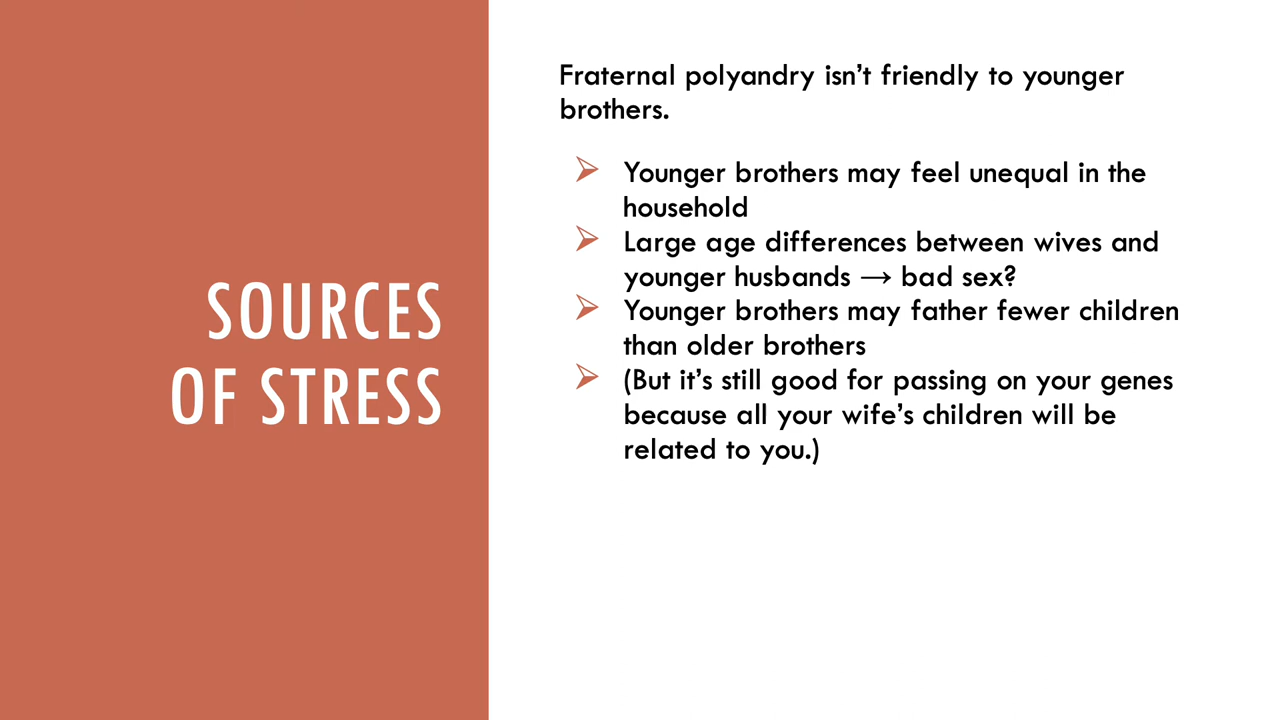 SOURCES
OF STRESS
Fraternal polyandry isn’t friendly to younger
brothers.
Younger brothers may feel unequal in the
household
Large age differences between wives and
younger husbands → bad sex?
Younger brothers may father fewer children
than older brothers
(But it’s still good for passing on your genes
because all your wife’s children will be
related to you.)